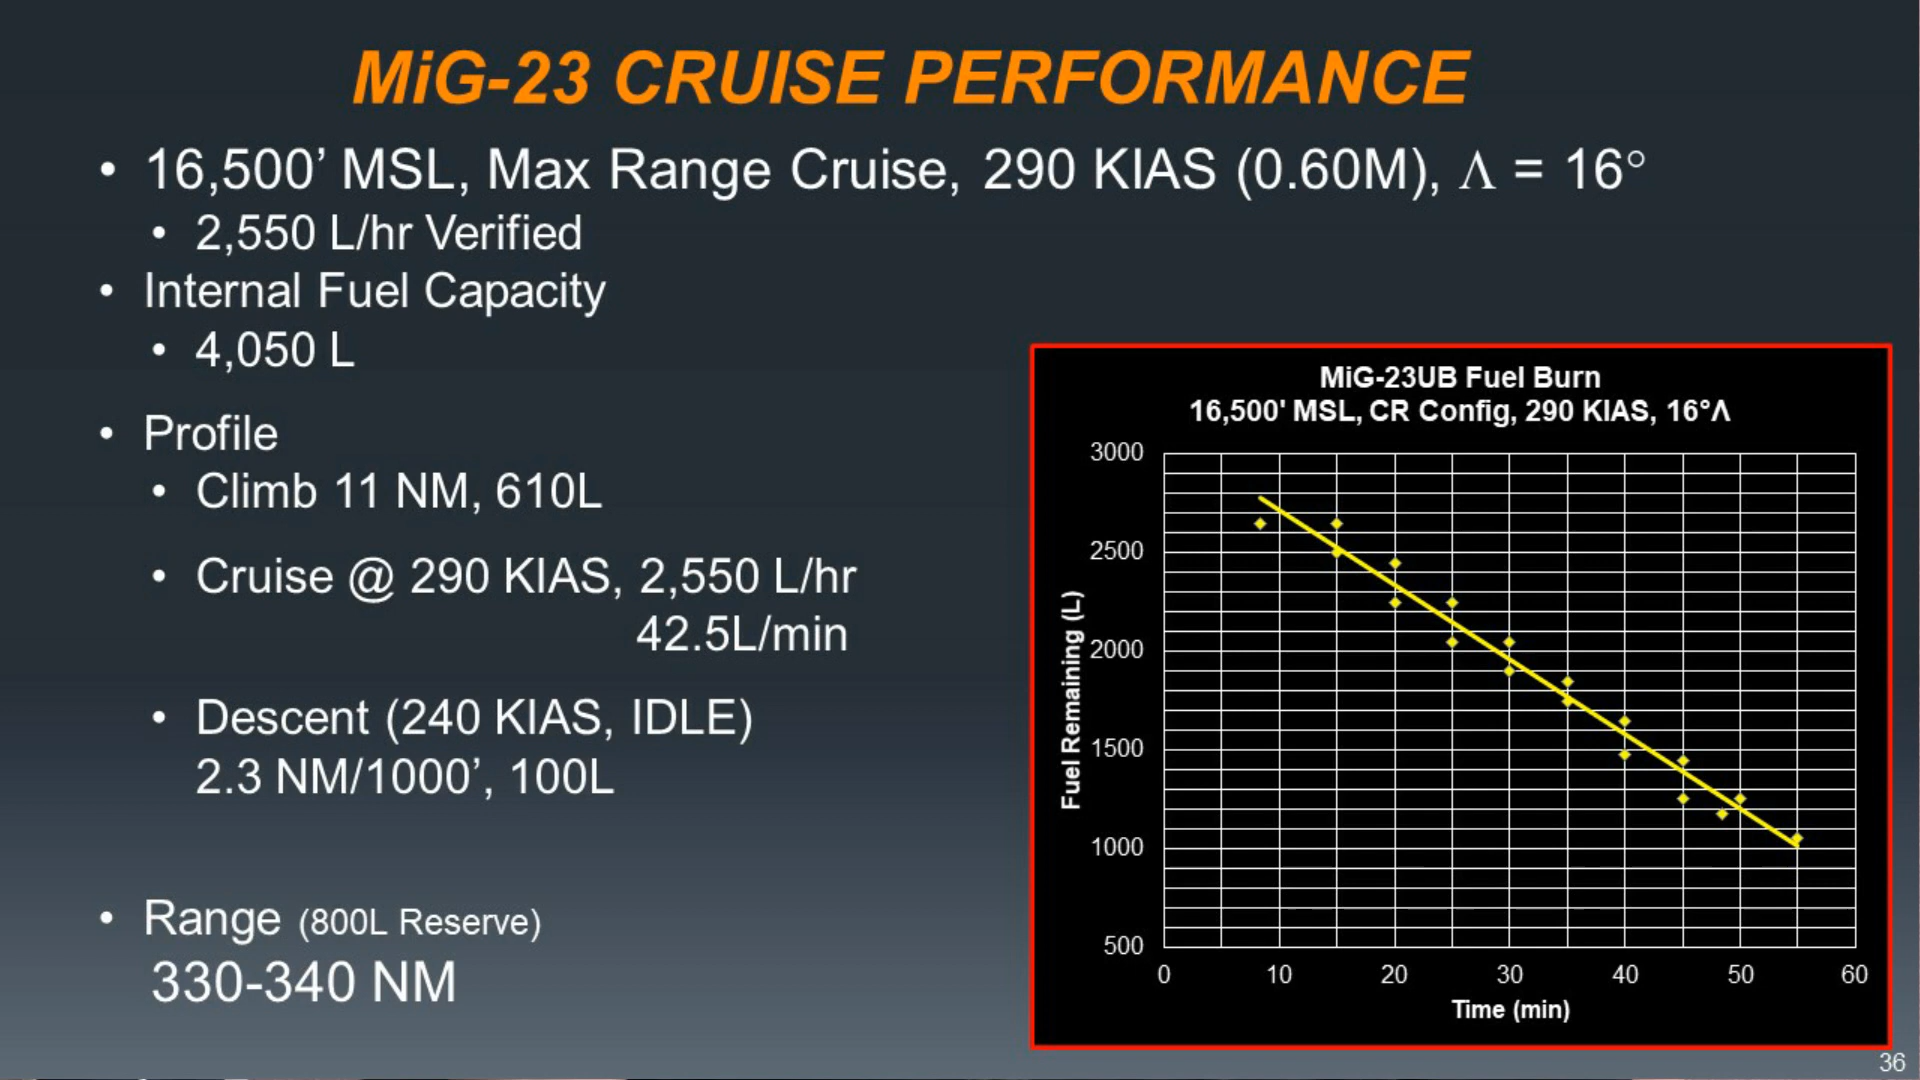 MiG-23 CRUISE PERFORMANCE
• 16,500’ MSL, Max Range Cruise, 290 KIAS (0.60M), Λ = 16°
• 2,550 L/hr Verified
• Internal Fuel Capacity
• 4,050 L
• Profile
• Climb 11 NM, 610L
• Cruise @ 290 KIAS, 2,550 L/hr
42.5L/min
• Descent (240 KIAS, IDLE)
2.3 NM/1000’, 100L
• Range (800L Reserve)
330-340 NM
MiG-23UB Fuel Burn
16,500' MSL, CR Config, 290 KIAS, 16°Λ
Fuel Remaining (L)
3000
2500
2000
1500
1000
500
0 10 20 30 40 50 60
Time (min)
36